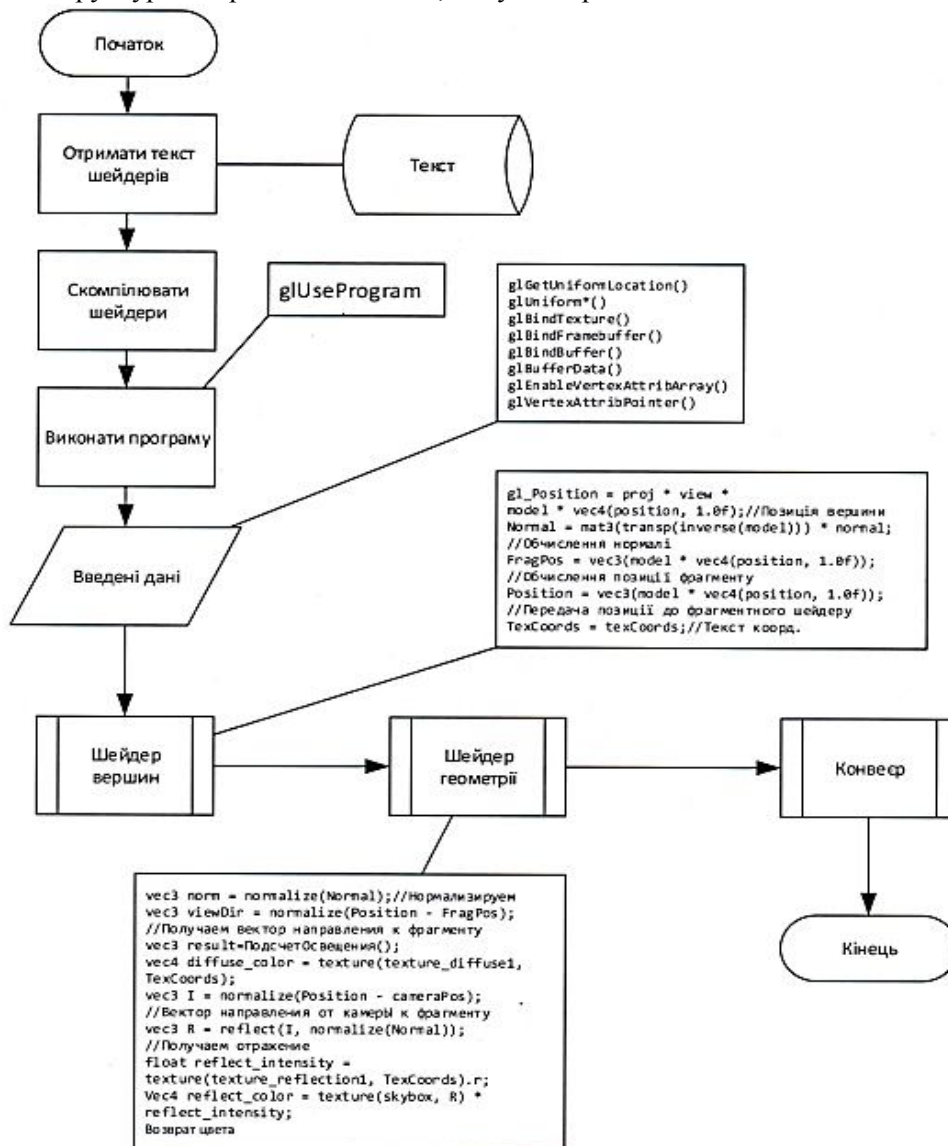 Початок
Отримати текст
шейдерів
Текст
Скомпілювати
шейдери
glUseProgram
glGetUniformLocation()
glUniform*()
glBindTexture()
glBindFramebuffer()
glBindBuffer()
glBufferData()
glEnableVertexAttribArray()
glVertexAttribPointer()
Виконати програму
gl_Position = proj * view *
model * vec4(position, 1.0f);//Позиція вершини
Normal = mat3(transp(inverse(model))) * normal;
//Обчислення нормалі
FragPos = vec3(model * vec4(position, 1.0f));
//Обчислення позиції фрагменту
Position = vec3(model * vec4(position, 1.0f));
//Передача позиції до фрагментного шейдеру
TexCoords = texCoords;//Текст коорд.
Введені дані
Шейдер
вершин
Шейдер
геометрії
Конвеєр
vec3 norm = normalize(Normal);//Нормализируем
vec3 viewDir = normalize(Position - FragPos);
//Получаем вектор направления к фрагменту
vec3 result=ПодсчетОсвещения();
vec4 diffuse_color = texture(texture_diffuse1,
TexCoords);
vec3 I = normalize(Position - cameraPos);
//Вектор направления от камеры к фрагменту
vec3 R = reflect(I, normalize(Normal));
//Получаем отражение
float reflect_intensity =
texture(texture_reflection1, TexCoords).r;
Vec4 reflect_color = texture(skybox, R) *
reflect_intensity;
Возврат цвета
Кінець